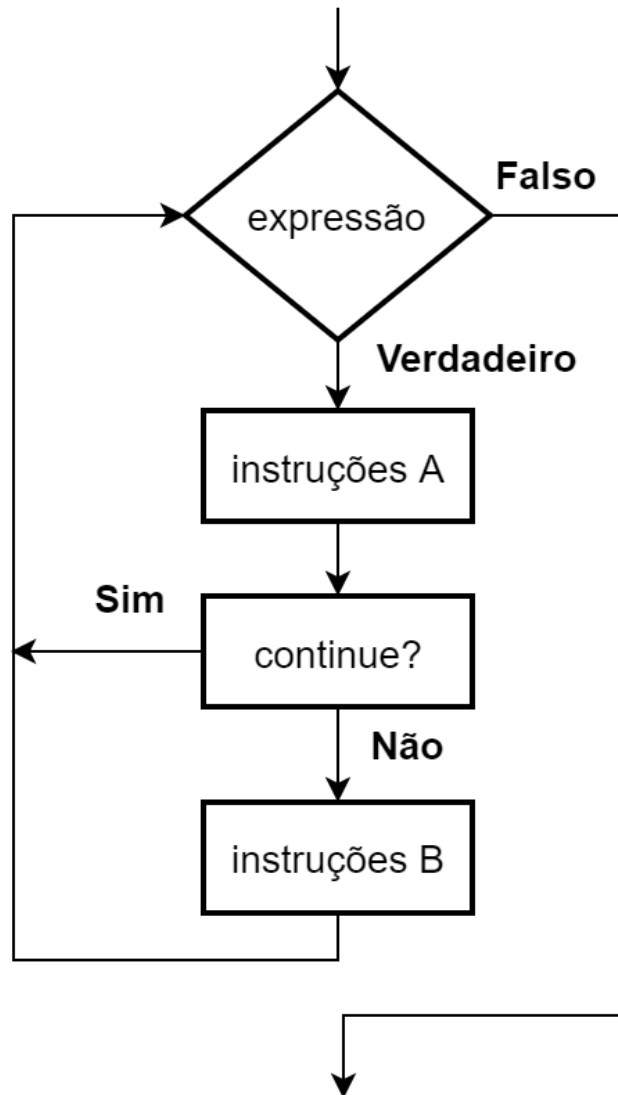 Falso
expressão
Verdadeiro
instruções A
Sim
continue?
Não
instruções B